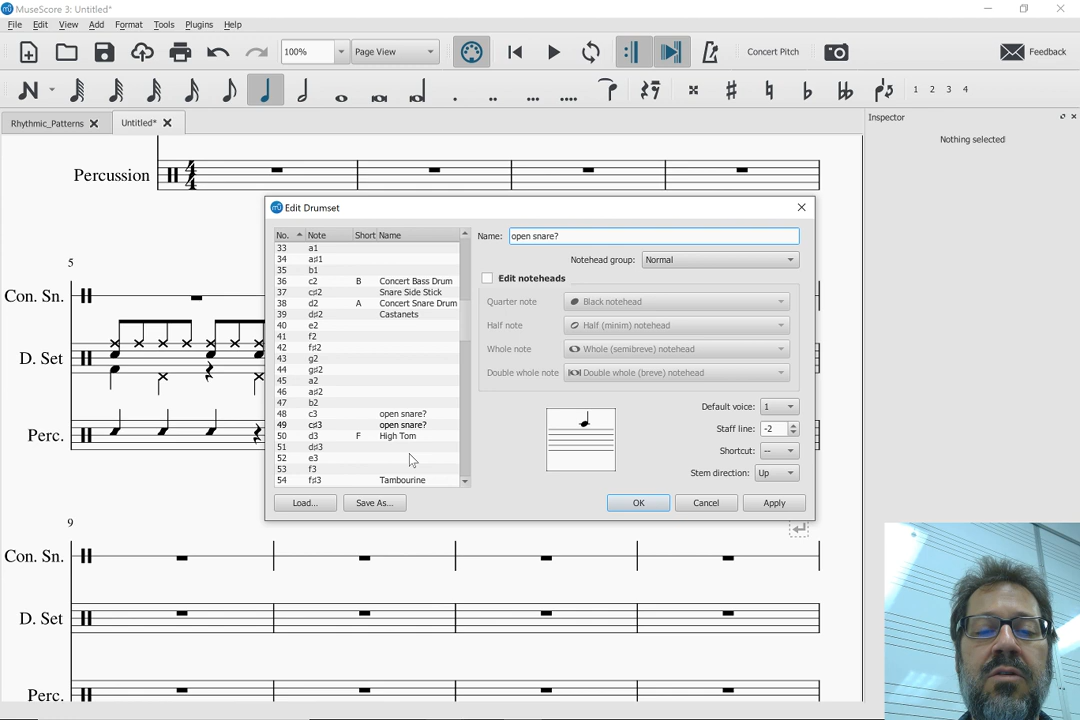 MuseScore 3: Untitled*
File Edit View Add Format Tools Plugins Help
100% Page View Concert Pitch Feedback
1 2 3 4
Rhythmic_Patterns Untitled* Inspector
Nothing selected
Percussion 4/4
Edit Drumset
No. Note Short Name
33 a1
34 a♯1
35 b1
36 c2 B Concert Bass Drum
37 c♯2 Snare Side Stick
38 d2 A Concert Snare Drum
39 d♯2 Castanets
40 e2
41 f2
42 f♯2
43 g2
44 g♯2
45 a2
46 a♯2
47 b2
48 c3 open snare?
49 c♯3 open snare?
50 d3 F High Tom
51 d♯3
52 e3
53 f3
54 f♯3 Tambourine
Load... Save As...
Name: open snare?
Notehead group: Normal
Edit noteheads
Quarter note Black notehead
Half note Half (minim) notehead
Whole note Whole (semibreve) notehead
Double whole note Double whole (breve) notehead
Default voice: 1
Staff line: -2
Shortcut: --
Stem direction: Up
OK Cancel Apply
5
Con. Sn.
D. Set
Perc.
9
Con. Sn.
D. Set
Perc.